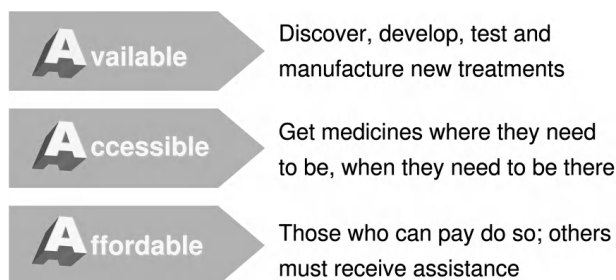 Available
Discover, develop, test and
manufacture new treatments
Accessible
Get medicines where they need
to be, when they need to be there
Affordable
Those who can pay do so; others
must receive assistance